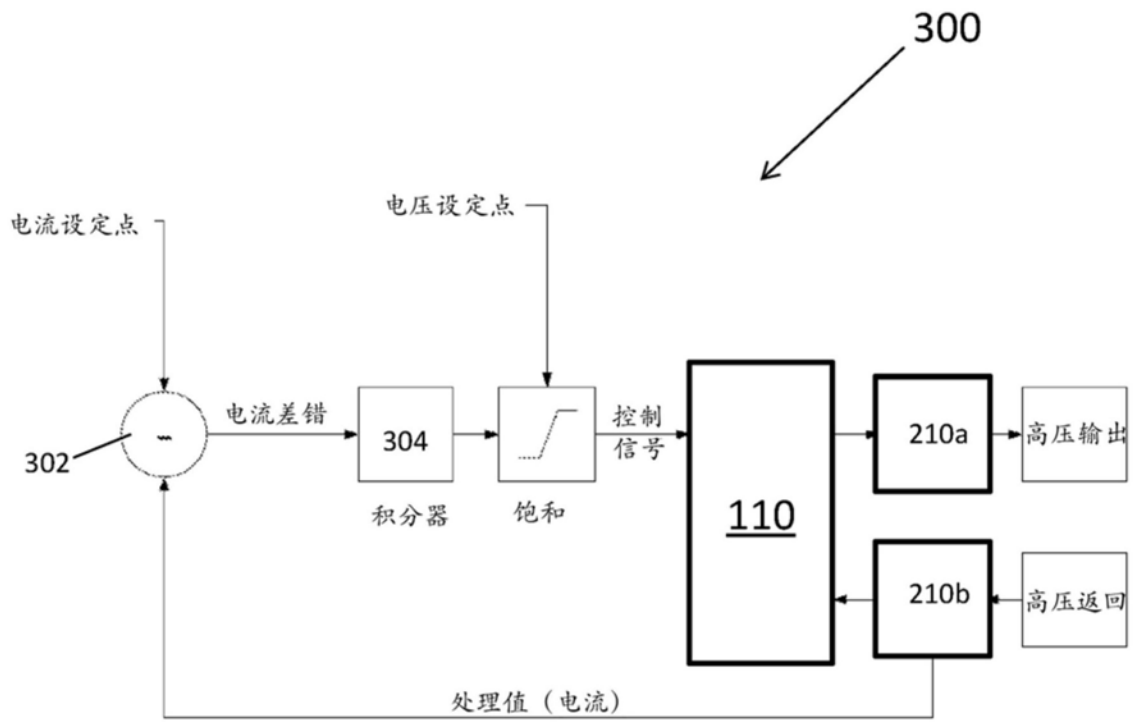 300
电流设定点
电压设定点
302
电流差错
304
积分器
饱和
控制
信号
110
210a
高压输出
210b
高压返回
处理值（电流）